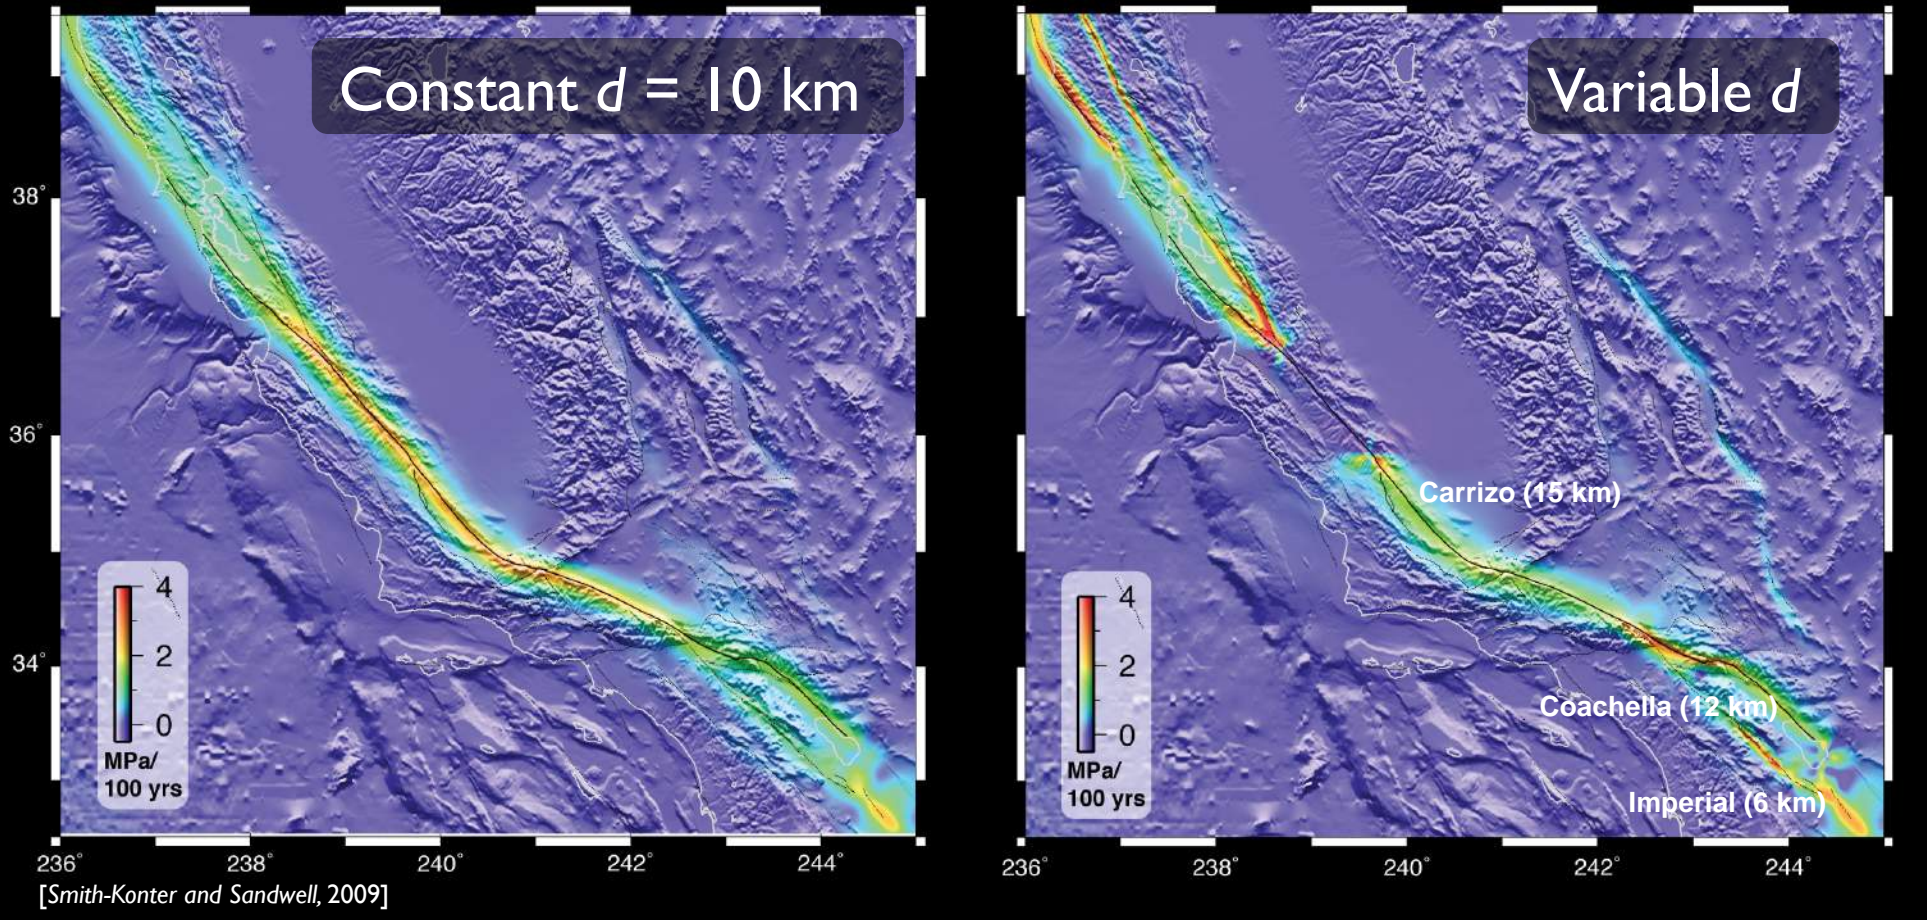 Constant d = 10 km
38°
36°
34°
4
2
0
MPa/
100 yrs
236°
238°
240°
242°
244°
[Smith-Konter and Sandwell, 2009]
Variable d
Carrizo (15 km)
Coachella (12 km)
Imperial (6 km)
4
2
0
MPa/
100 yrs
236°
238°
240°
242°
244°